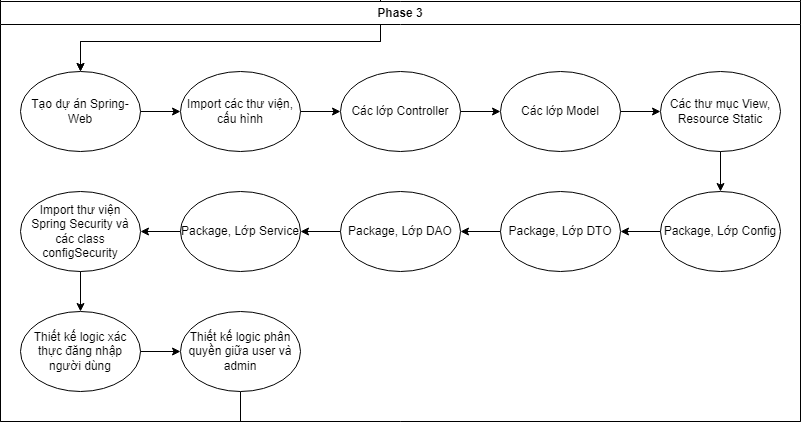 Phase 3
Tạo dự án Spring-
Web
Import các thư viện,
cấu hình
Các lớp Controller
Các lớp Model
Các thư mục View,
Resource Static
Package, Lớp Config
Package, Lớp DTO
Package, Lớp DAO
Package, Lớp Service
Import thư viện
Spring Security và
các class
configSecurity
Thiết kế logic xác
thực đăng nhập
người dùng
Thiết kế logic phân
quyền giữa user và
admin